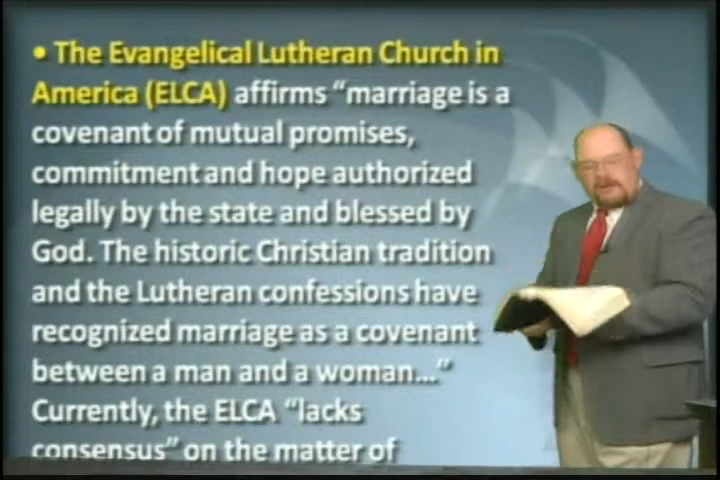 • The Evangelical Lutheran Church in
America (ELCA) affirms “marriage is a
covenant of mutual promises,
commitment and hope authorized
legally by the state and blessed by
God. The historic Christian tradition
and the Lutheran confessions have
recognized marriage as a covenant
between a man and a woman...”
Currently, the ELCA “lacks
consensus” on the matter of